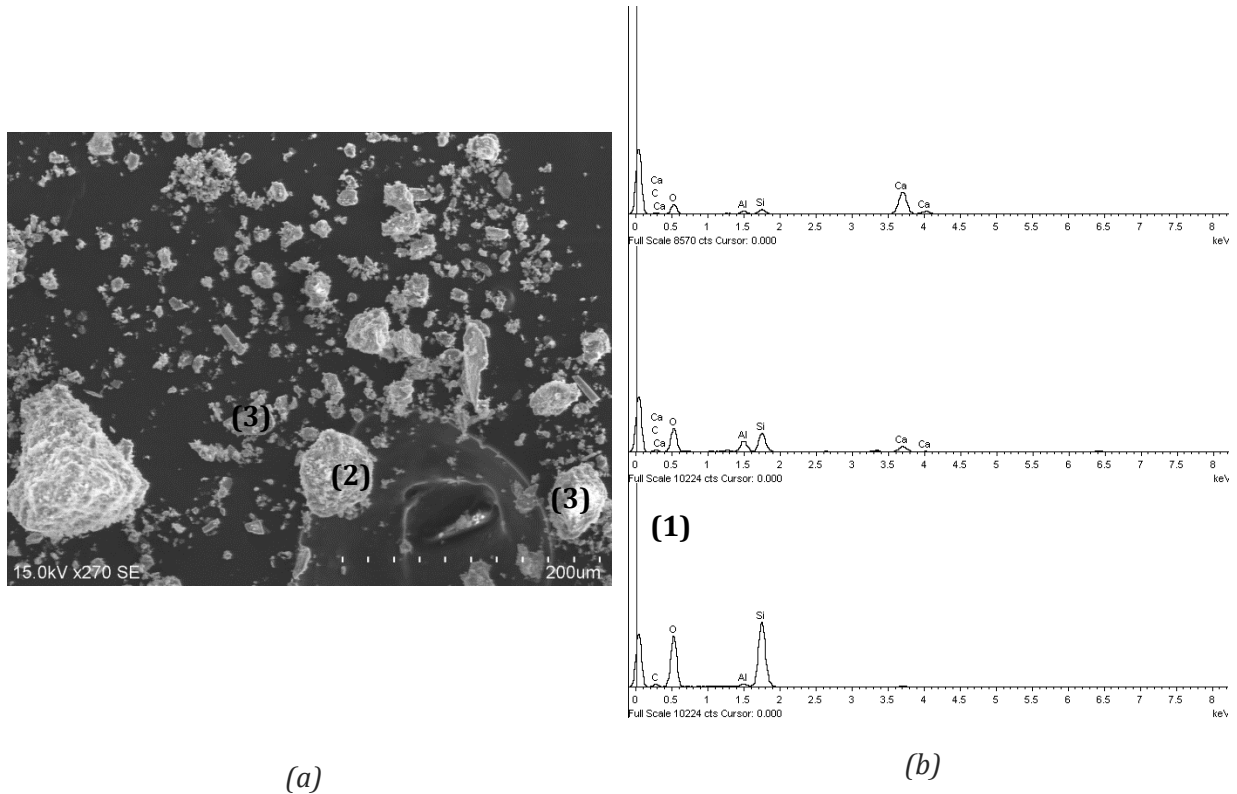 (3)
(2)
(3)
15.0kV x270 SE
200um
(a)
Ca
C
Ca
O
Al
Si
Ca
Ca
0 0.5 1 1.5 2 2.5 3 3.5 4 4.5 5 5.5 6 6.5 7 7.5 8
Full Scale 8570 cts Cursor: 0.000
keV
Ca
C
Ca
O
Al
Si
Ca
Ca
0 0.5 1 1.5 2 2.5 3 3.5 4 4.5 5 5.5 6 6.5 7 7.5 8
Full Scale 10224 cts Cursor: 0.000
keV
(1)
C
O
Al
Si
0 0.5 1 1.5 2 2.5 3 3.5 4 4.5 5 5.5 6 6.5 7 7.5 8
Full Scale 10224 cts Cursor: 0.000
keV
(b)